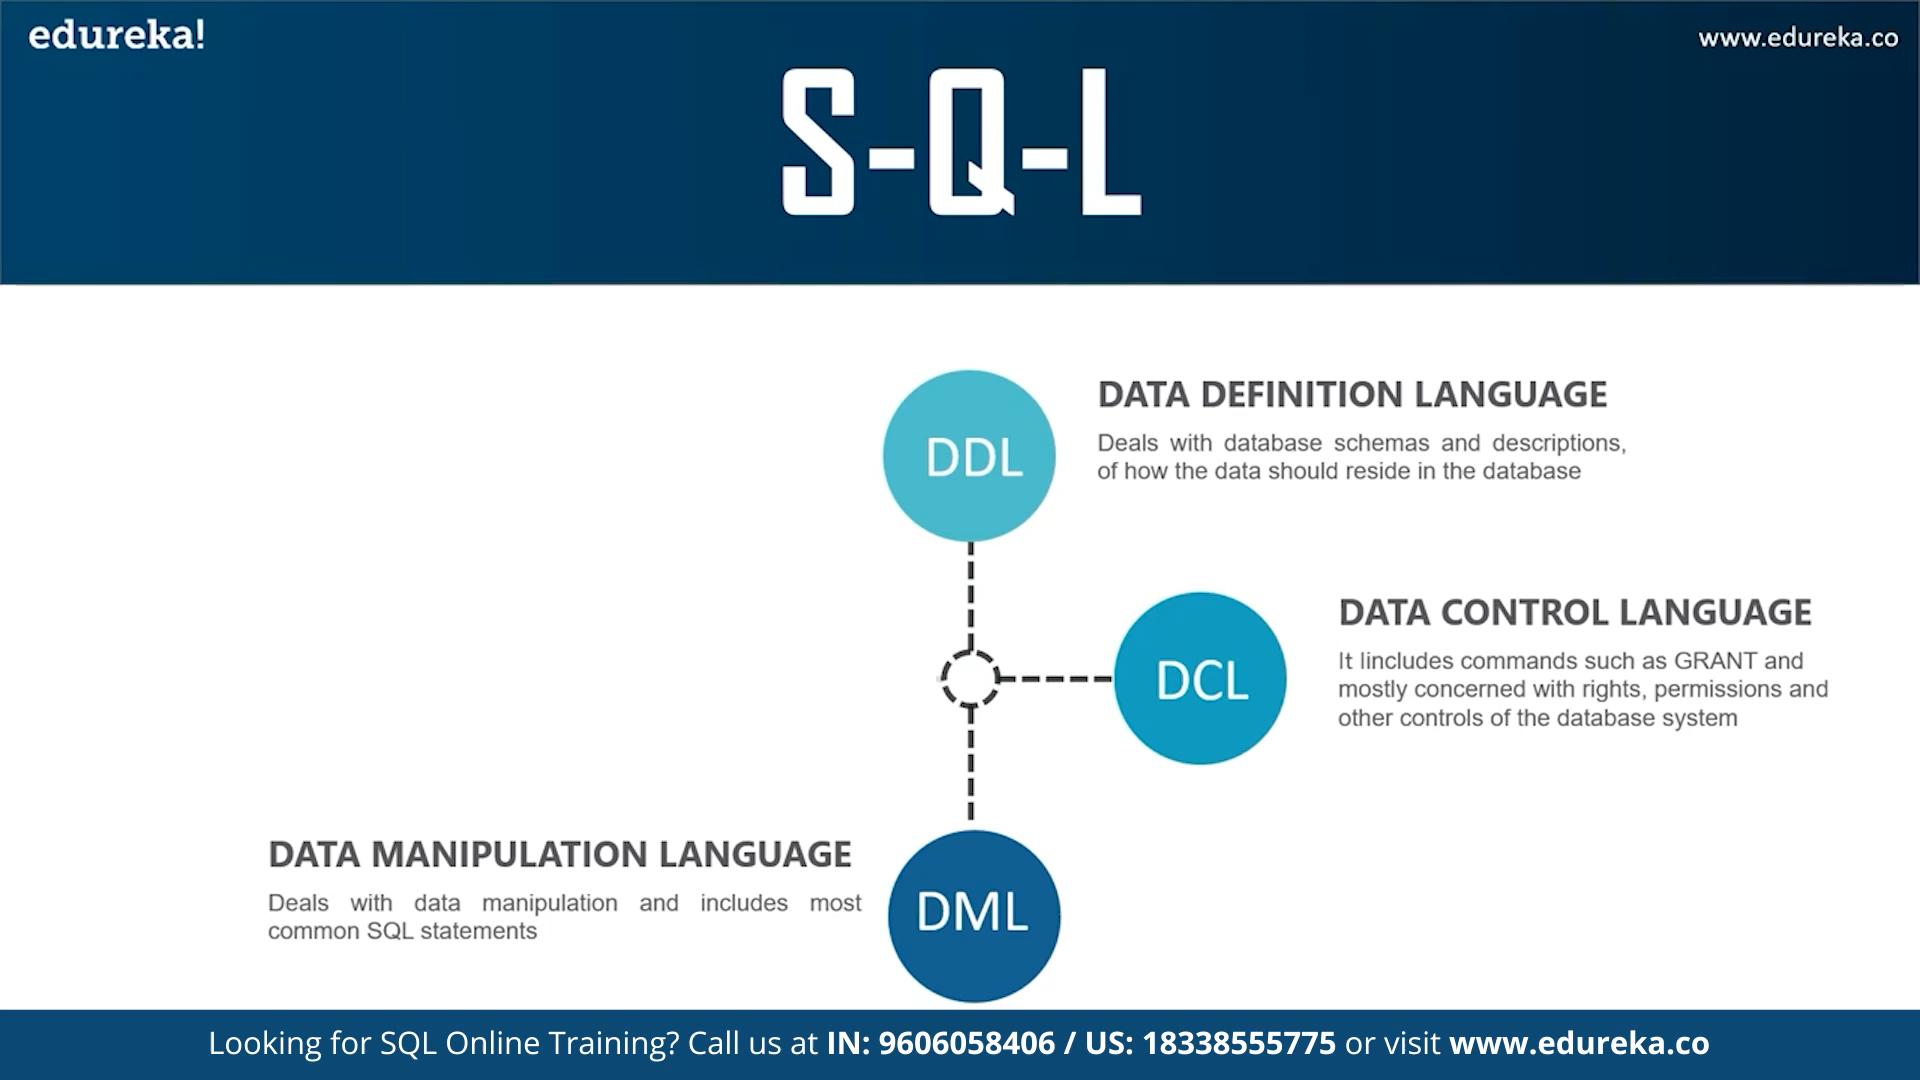 edureka!
www.edureka.co
S-Q-L
DDL
DATA DEFINITION LANGUAGE
Deals with database schemas and descriptions,
of how the data should reside in the database
DCL
DATA CONTROL LANGUAGE
It Iincludes commands such as GRANT and
mostly concerned with rights, permissions and
other controls of the database system
DATA MANIPULATION LANGUAGE
Deals with data manipulation and includes most
common SQL statements
DML
Looking for SQL Online Training? Call us at IN: 9606058406 / US: 18338555775 or visit www.edureka.co